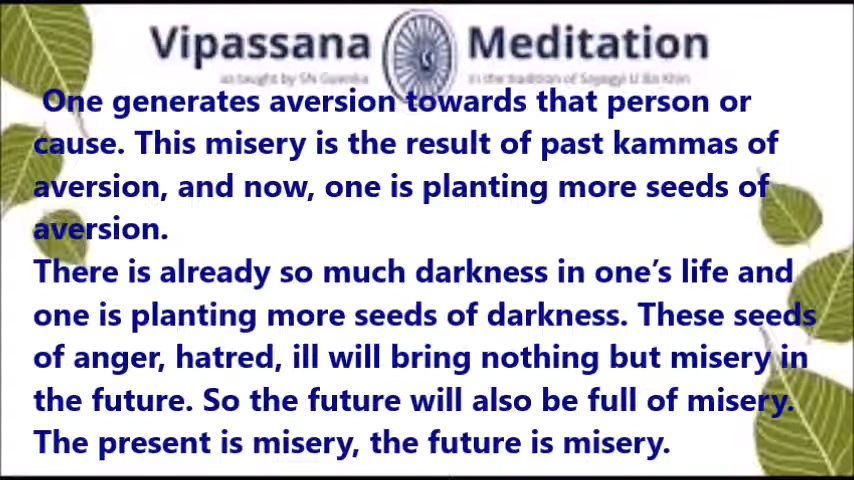 Vipassana Meditation
as taught by SN Goenka in the tradition of Sayagyi U Ba Khin
One generates aversion towards that person or
cause. This misery is the result of past kammas of
aversion, and now, one is planting more seeds of
aversion.
There is already so much darkness in one’s life and
one is planting more seeds of darkness. These seeds
of anger, hatred, ill will bring nothing but misery in
the future. So the future will also be full of misery.
The present is misery, the future is misery.